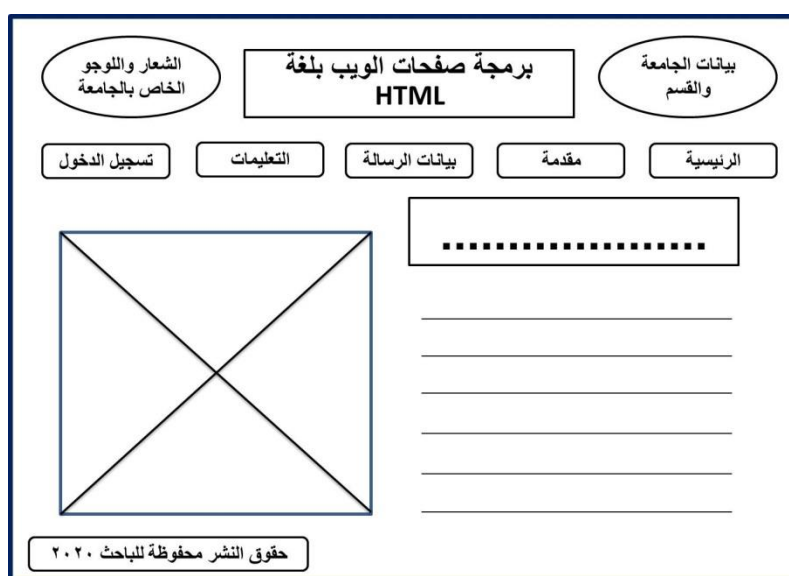 بيانات الجامعة
والقسم
برمجة صفحات الويب بلغة
HTML
الشعار واللوجو
الخاص بالجامعة
الرئيسية
مقدمة
بيانات الرسالة
التعليمات
تسجيل الدخول
....................
حقوق النشر محفوظة للباحث ٢٠٢٠